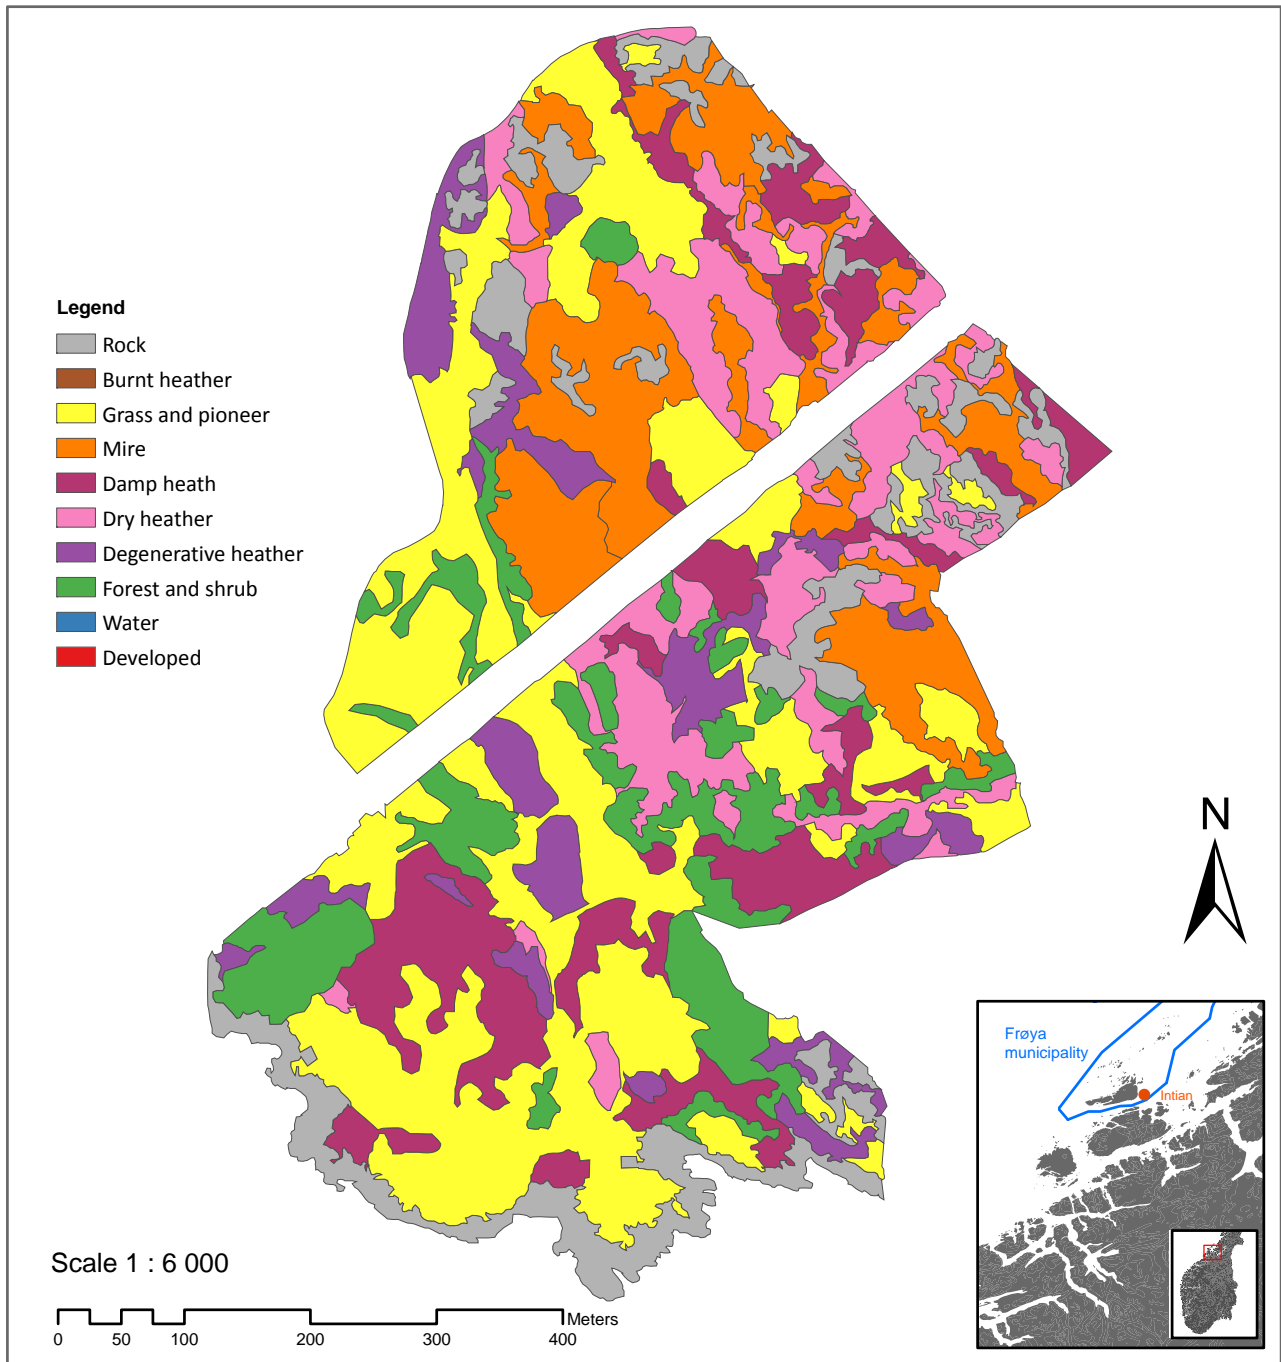 Legend
Rock
Burnt heather
Grass and pioneer
Mire
Damp heath
Dry heather
Degenerative heather
Forest and shrub
Water
Developed
N
Frøya
municipality
Intian
Scale 1 : 6 000
Meters
0 50 100 200 300 400